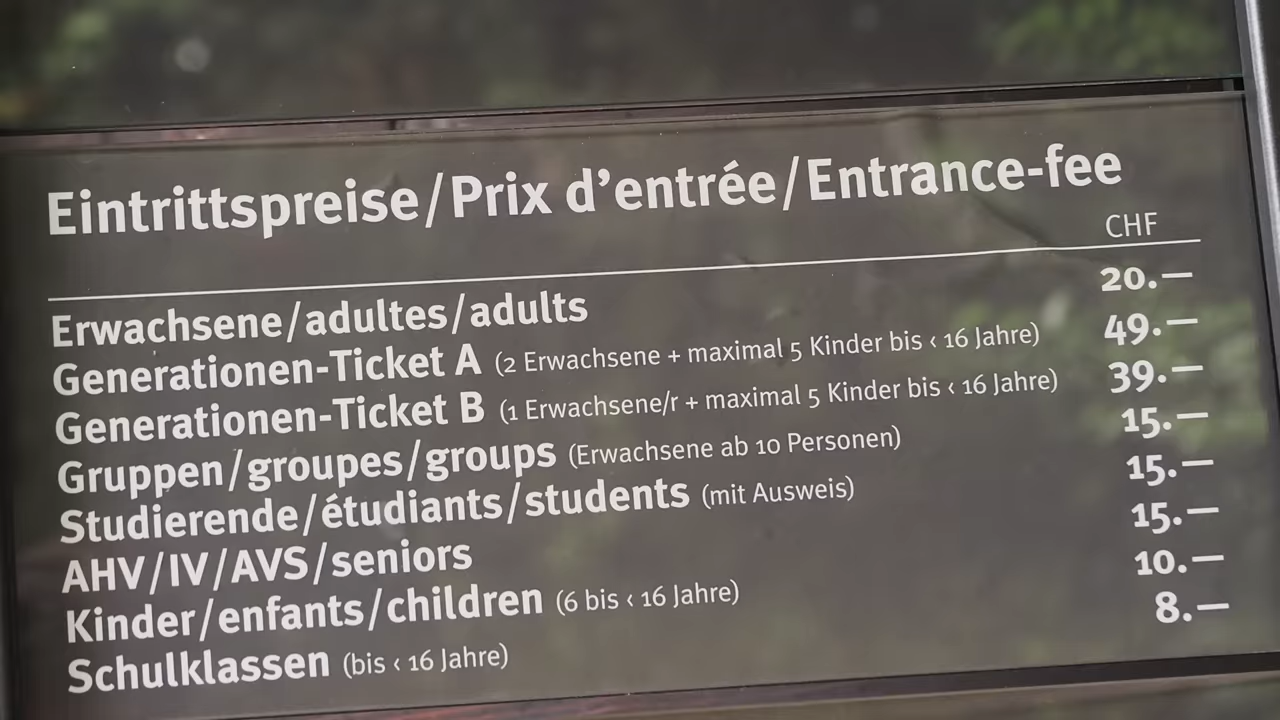 Eintrittspreise/Prix d’entrée/Entrance-fee
CHF
Erwachsene/adultes/adults 20.—
Generationen-Ticket A (2 Erwachsene + maximal 5 Kinder bis ‹ 16 Jahre) 49.—
Generationen-Ticket B (1 Erwachsene/r + maximal 5 Kinder bis ‹ 16 Jahre) 39.—
Gruppen/groupes/groups (Erwachsene ab 10 Personen) 15.—
Studierende/étudiants/students (mit Ausweis) 15.—
AHV/IV/AVS/seniors 15.—
Kinder/enfants/children (6 bis ‹ 16 Jahre) 10.—
Schulklassen (bis ‹ 16 Jahre) 8.—